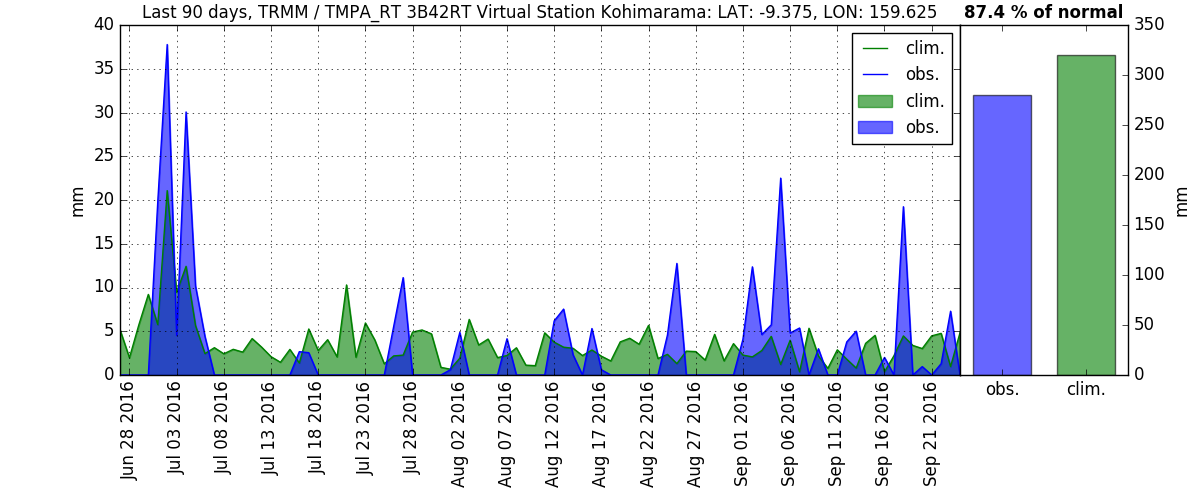 Last 90 days, TRMM / TMPA_RT 3B42RT Virtual Station Kohimarama: LAT: -9.375, LON: 159.625
87.4 % of normal
40
35
30
25
20
15
10
5
0
mm
clim.
obs.
clim.
obs.
350
300
250
200
150
100
50
0
mm
Jun 28 2016
Jul 03 2016
Jul 08 2016
Jul 13 2016
Jul 18 2016
Jul 23 2016
Jul 28 2016
Aug 02 2016
Aug 07 2016
Aug 12 2016
Aug 17 2016
Aug 22 2016
Aug 27 2016
Sep 01 2016
Sep 06 2016
Sep 11 2016
Sep 16 2016
Sep 21 2016
obs.
clim.